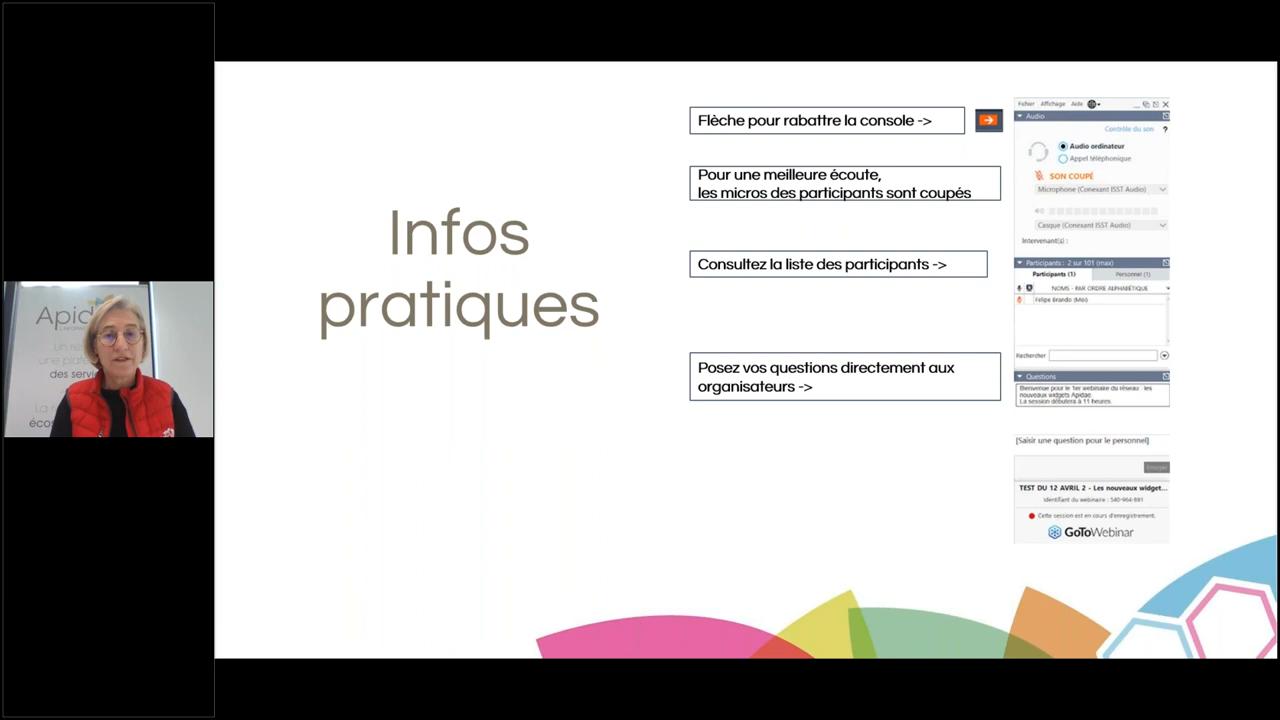 Apid
un re
une plate
des servi
La r
écos
Infos
pratiques
Flèche pour rabattre la console ->
Pour une meilleure écoute,
les micros des participants sont coupés
Consultez la liste des participants ->
Posez vos questions directement aux
organisateurs ->
Fichier Affichage Aide
Audio
Contrôle du son ?
Audio ordinateur
Appel téléphonique
SON COUPÉ
Microphone (Conexant ISST Audio)
Casque (Conexant ISST Audio)
Intervenant(s) :
Participants : 2 sur 101 (max)
Participants (1) Personnel (1)
NOMS - PAR ORDRE ALPHABÉTIQUE
Felipe Brando (Moi)
Rechercher
Questions
Bienvenue pour le 1er webinaire du réseau : les
nouveaux widgets Apidae.
La session débutera à 11 heures.
[Saisir une question pour le personnel]
Envoyer
TEST DU 12 AVRIL 2 - Les nouveaux widget...
Identifiant du webinaire : 540-964-891
Cette session est en cours d'enregistrement.
GoToWebinar